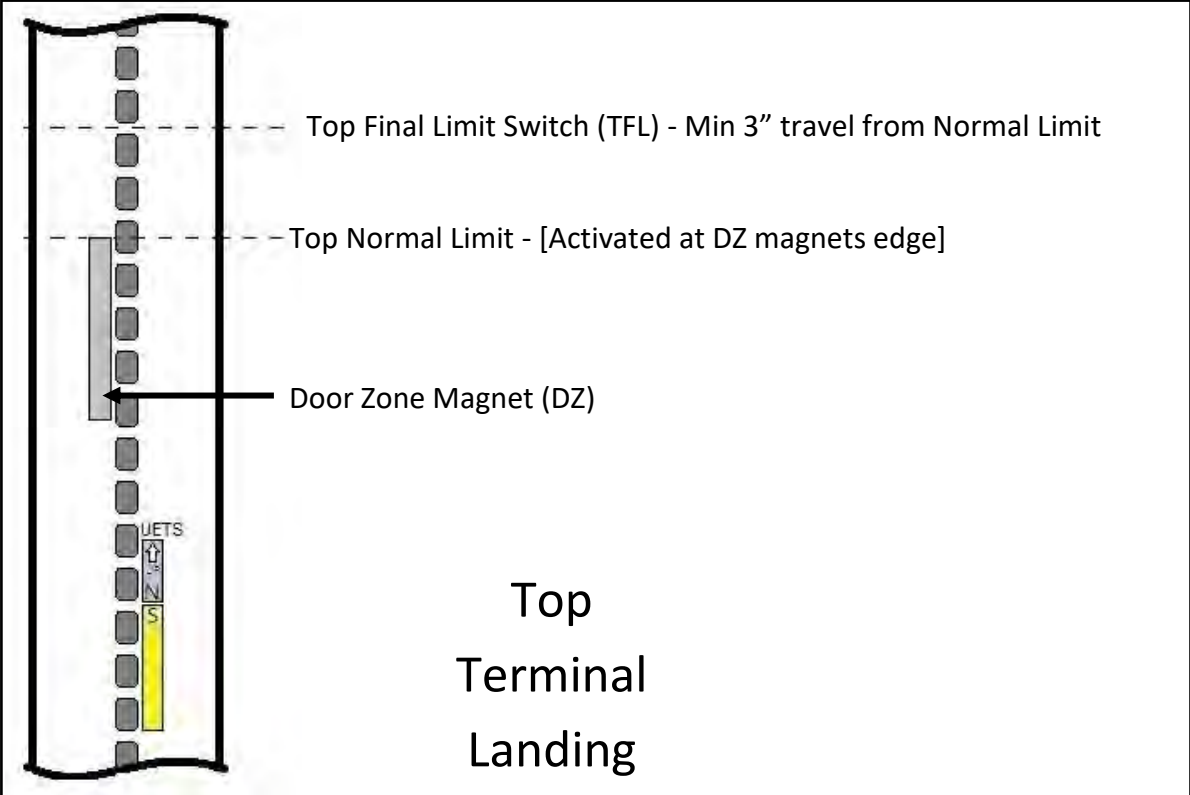 Top Final Limit Switch (TFL) - Min 3” travel from Normal Limit
Top Normal Limit - [Activated at DZ magnets edge]
Door Zone Magnet (DZ)
UETS
N
S
Top
Terminal
Landing